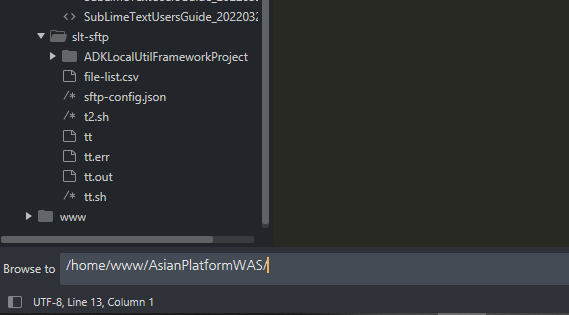 SubLimeTextUsersGuide_2022032
slt-sftp
ADKLocalUtilFrameworkProject
file-list.csv
sftp-config.json
t2.sh
tt
tt.err
tt.out
tt.sh
www
Browse to /home/www/AsianPlatformWAS/
UTF-8, Line 13, Column 1